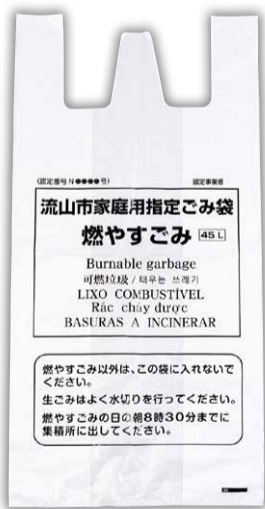 (認定番号 N●●●●号) 認定事業者
流山市家庭用指定ごみ袋
燃やすごみ 45L
Burnable garbage
可燃垃圾 / 태우는 쓰레기
LIXO COMBUSTÍVEL
Rác cháy được
BASURAS A INCINERAR
燃やすごみ以外は、この袋に入れないで
ください。
生ごみはよく水切りを行ってください。
燃やすごみの日の朝8時30分までに
集積所に出してください。